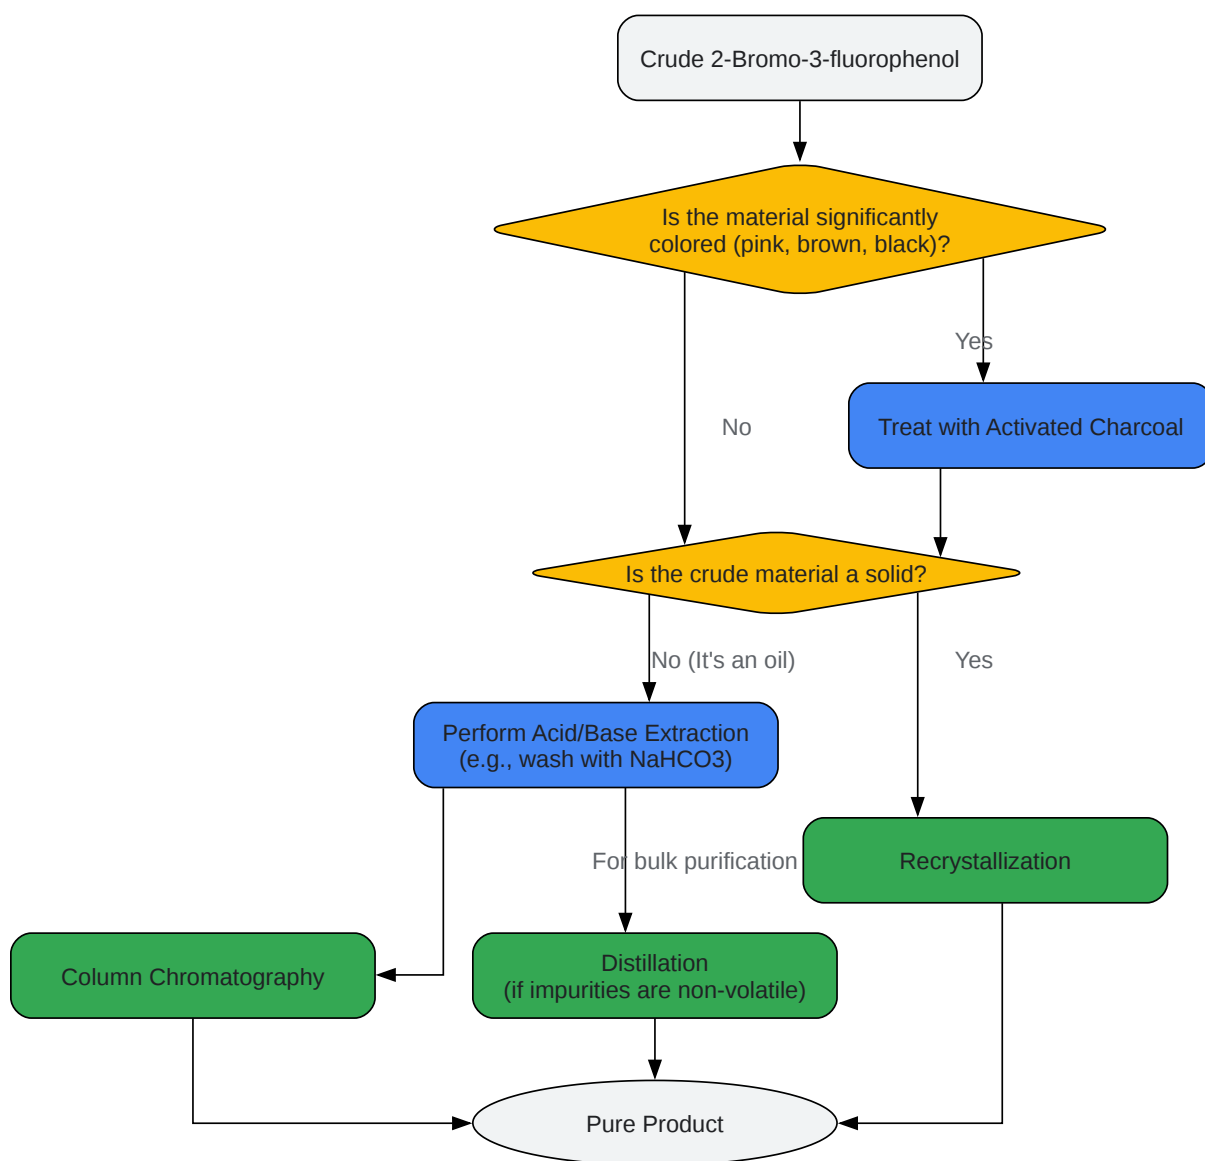 Crude 2-Bromo-3-fluorophenol
Is the material significantly
colored (pink, brown, black)?
Yes
No
Treat with Activated Charcoal
Is the crude material a solid?
No (It's an oil)
Yes
Perform Acid/Base Extraction
(e.g., wash with NaHCO3)
For bulk purification
Recrystallization
Column Chromatography
Distillation
(if impurities are non-volatile)
Pure Product